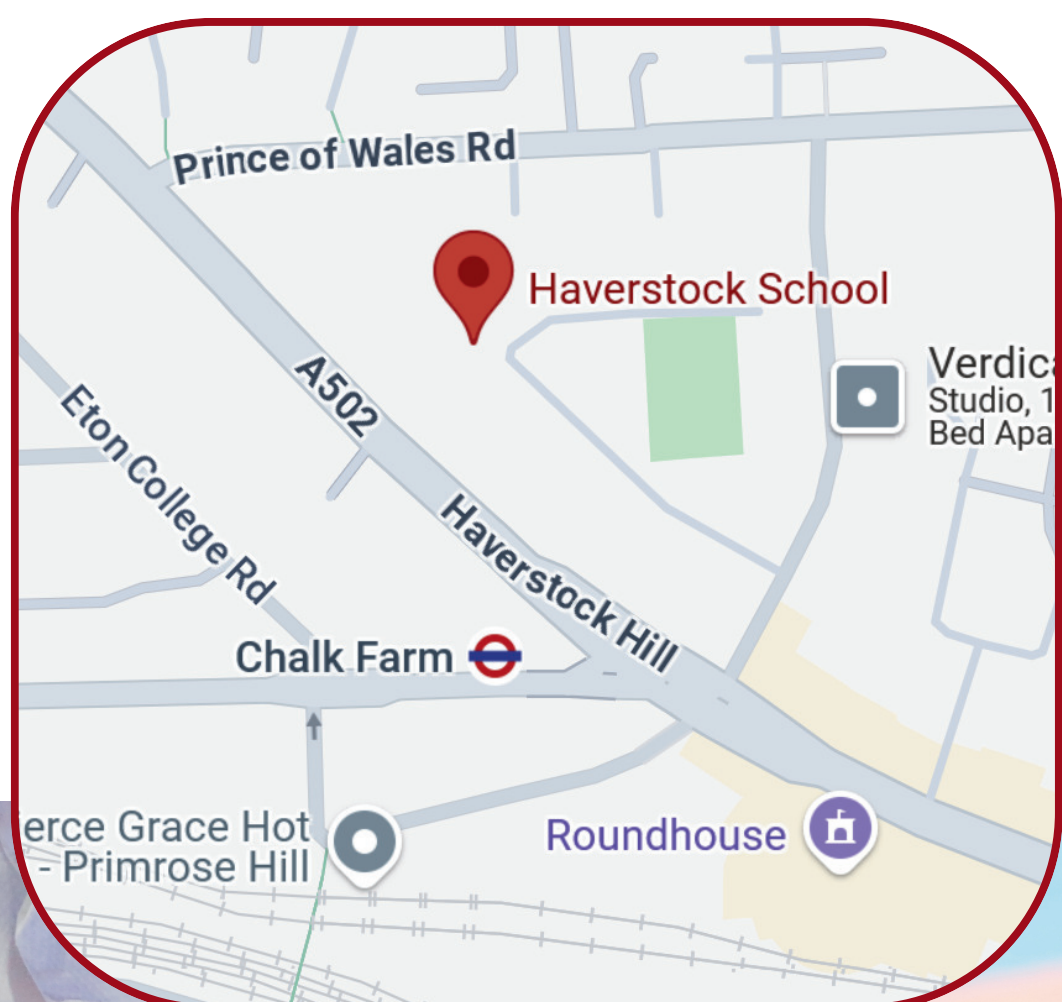 Prince of Wales Rd
Haverstock School
A502
Verdica
Studio, 1
Bed Apa
Eton College Rd
Haverstock Hill
Chalk Farm
erce Grace Hot
- Primrose Hill
Roundhouse